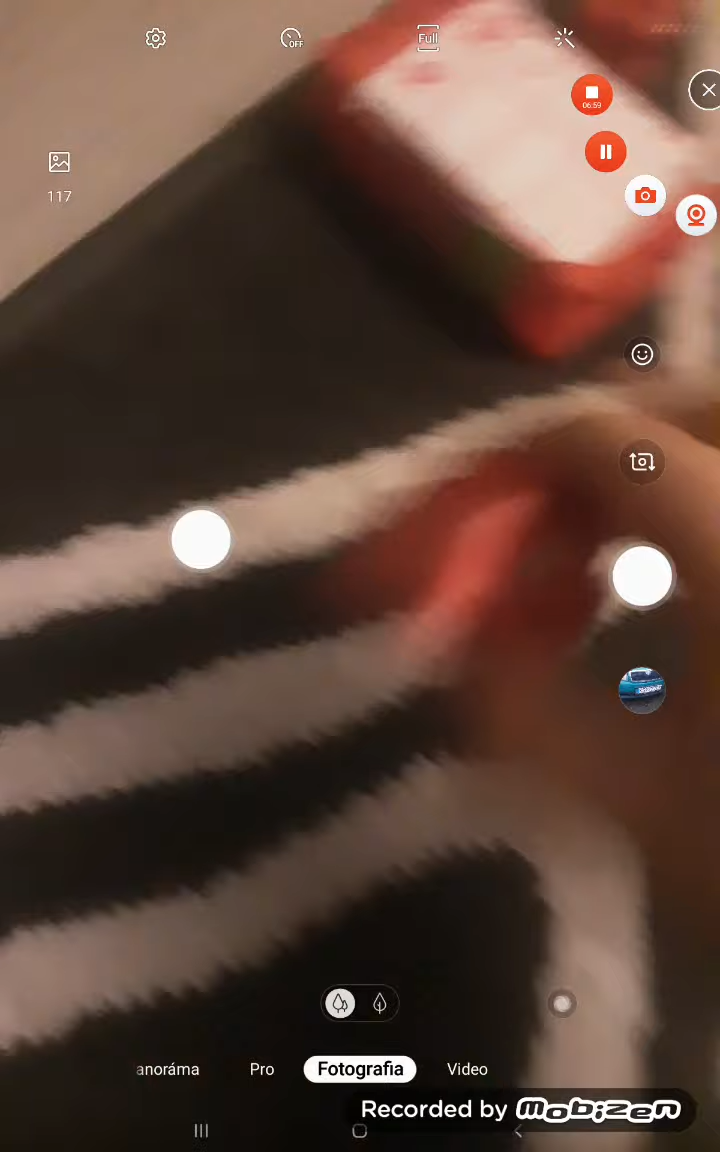 OFF
Full
06:59
117
anoráma Pro Fotografia Video
Recorded by mobizen